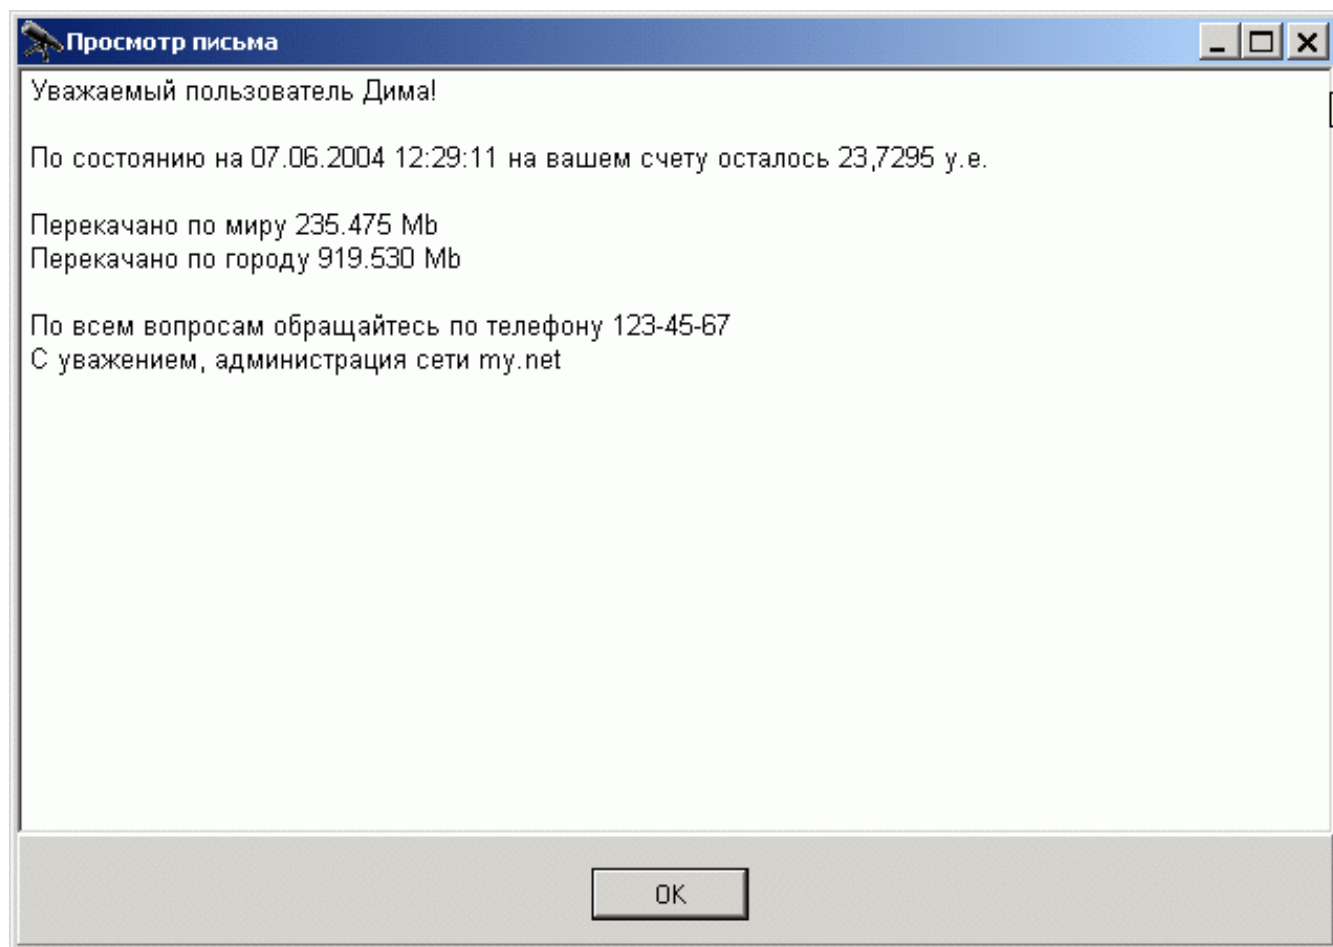 Просмотр письма
Уважаемый пользователь Дима!
По состоянию на 07.06.2004 12:29:11 на вашем счету осталось 23,7295 у.е.
Перекачано по миру 235.475 Mb
Перекачано по городу 919.530 Mb
По всем вопросам обращайтесь по телефону 123-45-67
С уважением, администрация сети my.net
OK